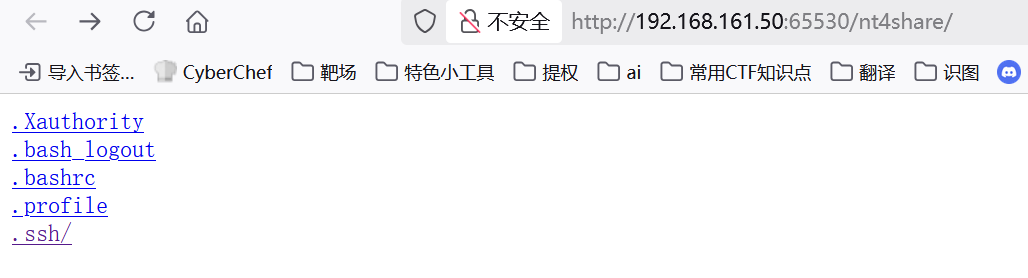 不安全 http://192.168.161.50:65530/nt4share/
导入书签... CyberChef 靶场 特色小工具 提权 ai 常用CTF知识点 翻译 识图
.Xauthority
.bash_logout
.bashrc
.profile
.ssh/